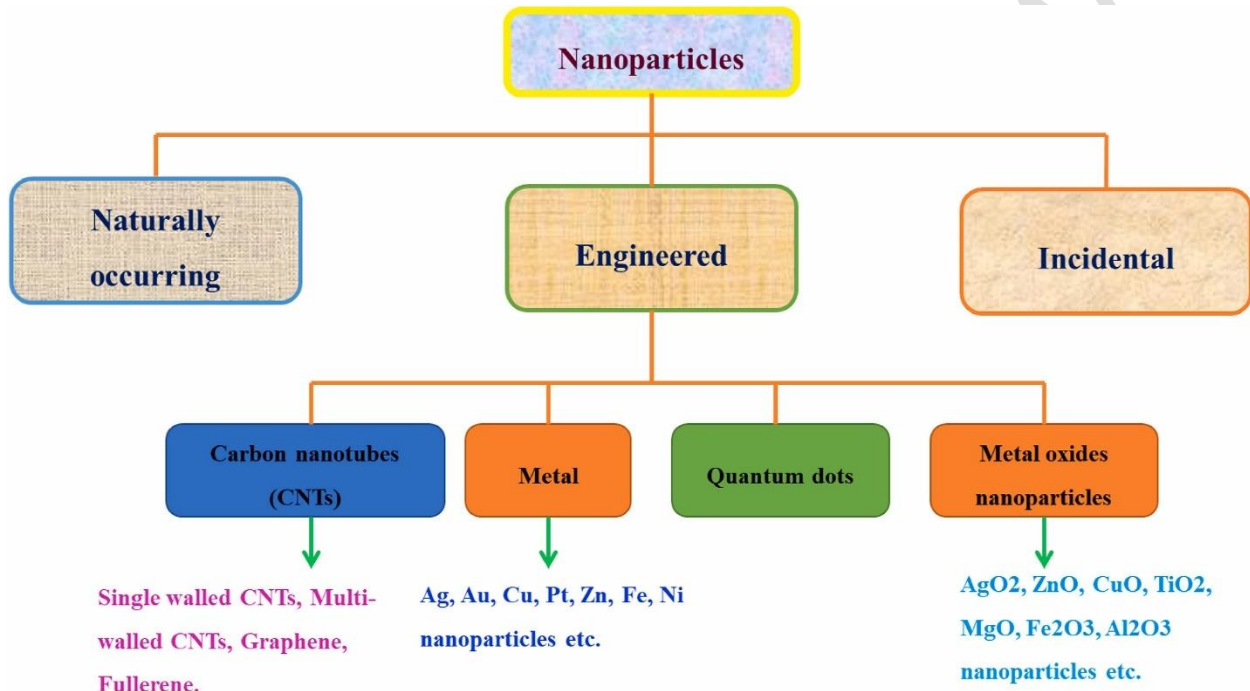 Nanoparticles
Naturally
occurring
Engineered
Incidental
Carbon nanotubes
(CNTs)
Metal
Quantum dots
Metal oxides
nanoparticles
Single walled CNTs, Multi-
walled CNTs, Graphene,
Fullerene.
Ag, Au, Cu, Pt, Zn, Fe, Ni
nanoparticles etc.
AgO2, ZnO, CuO, TiO2,
MgO, Fe2O3, Al2O3
nanoparticles etc.